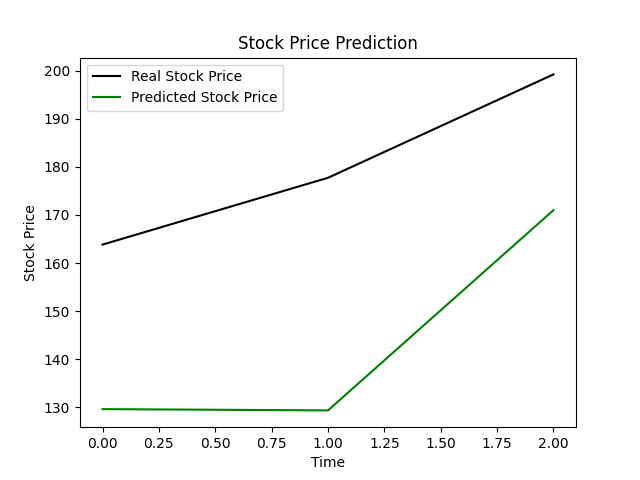 Stock Price Prediction
Real Stock Price
Predicted Stock Price
Stock Price
200
190
180
170
160
150
140
130
0.00 0.25 0.50 0.75 1.00 1.25 1.50 1.75 2.00
Time